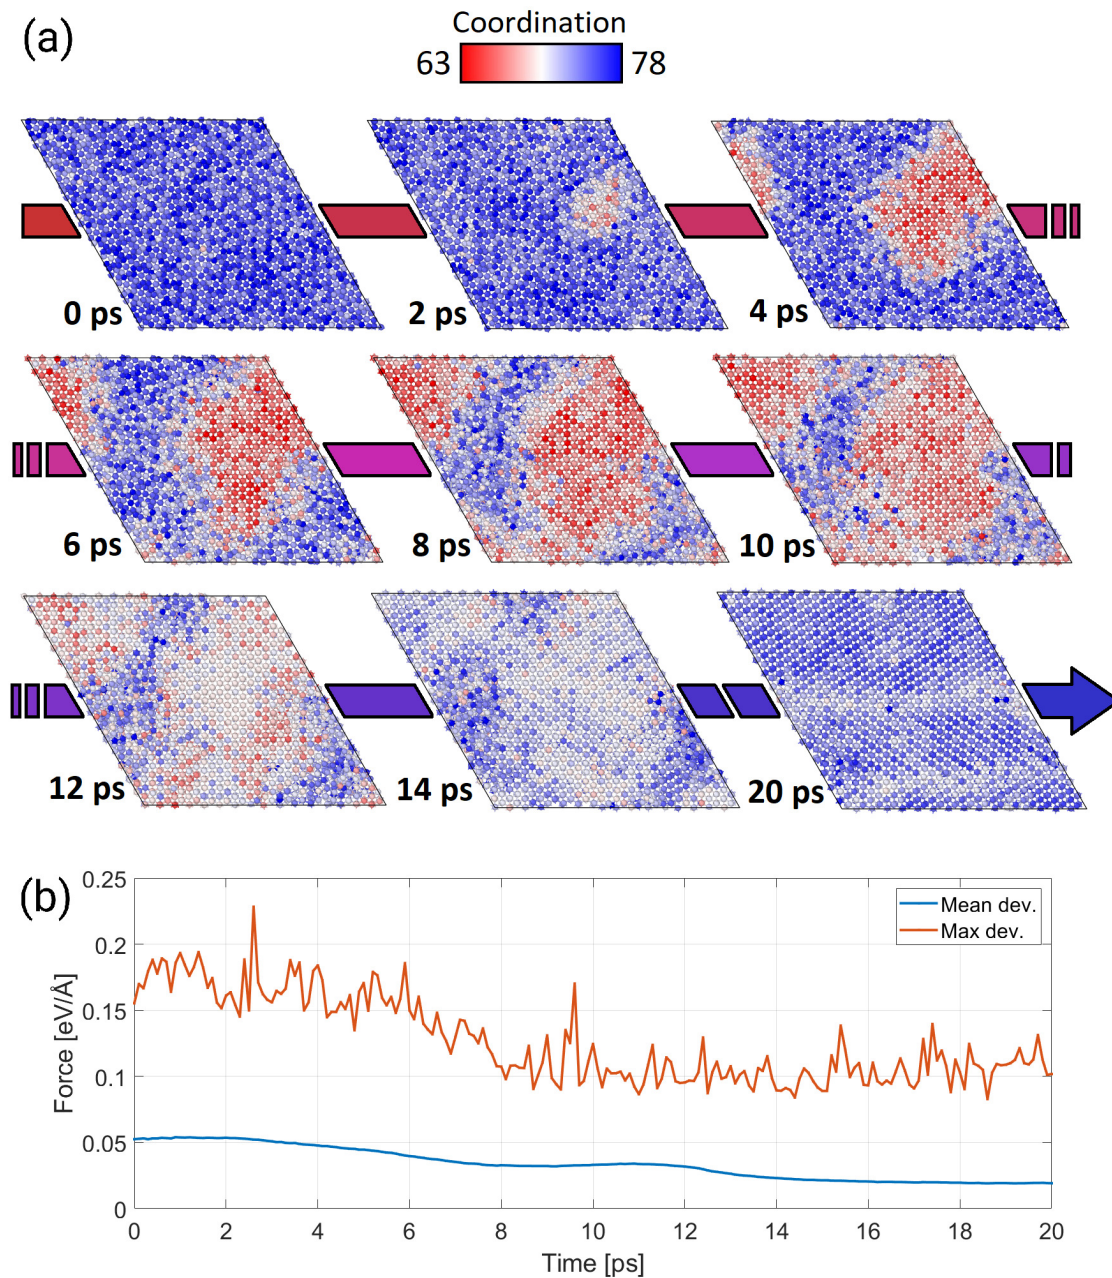 (a)
Coordination
63 78
0 ps 2 ps 4 ps
6 ps 8 ps 10 ps
12 ps 14 ps 20 ps
(b)
0.25
0.2
0.15
0.1
0.05
0
Force [eV/Å]
Mean dev.
Max dev.
0 2 4 6 8 10 12 14 16 18 20
Time [ps]